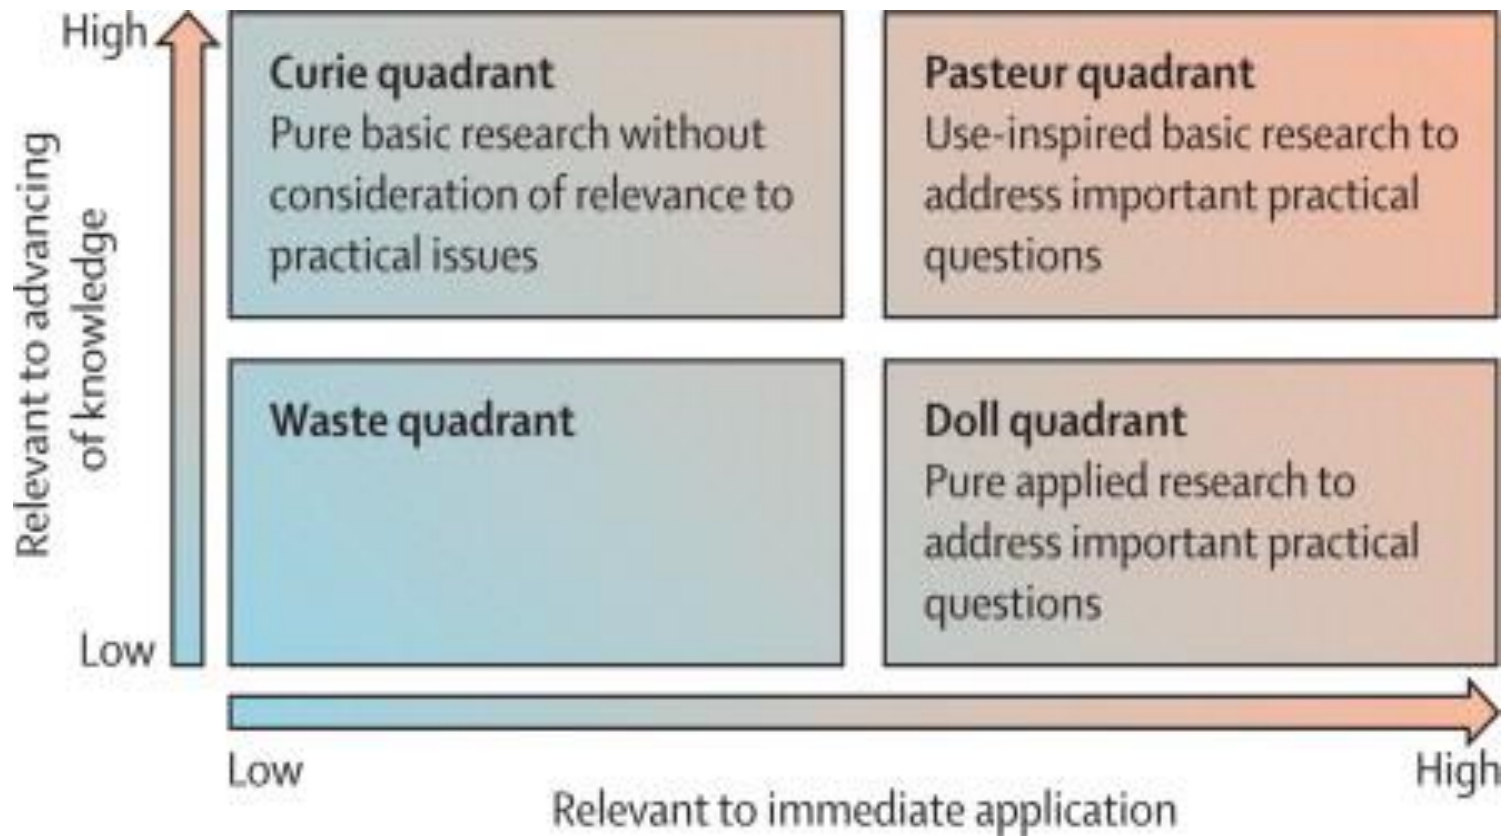 High
Relevant to advancing
of knowledge
Low
Curie quadrant
Pure basic research without
consideration of relevance to
practical issues
Pasteur quadrant
Use-inspired basic research to
address important practical
questions
Waste quadrant
Doll quadrant
Pure applied research to
address important practical
questions
Low
High
Relevant to immediate application